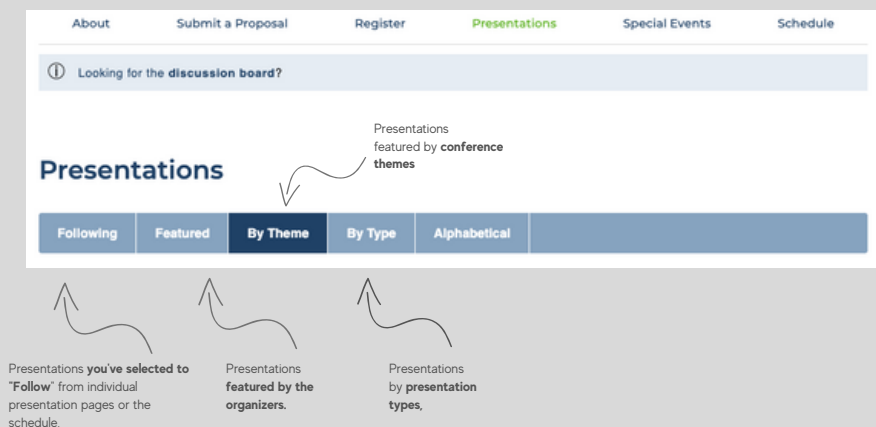 About Submit a Proposal Register Presentations Special Events Schedule
Looking for the discussion board?
Presentations
featured by conference
themes
Presentations
Following Featured By Theme By Type Alphabetical
Presentations you've selected to
"Follow" from individual
presentation pages or the
schedule.
Presentations
featured by the
organizers.
Presentations
by presentation
types,